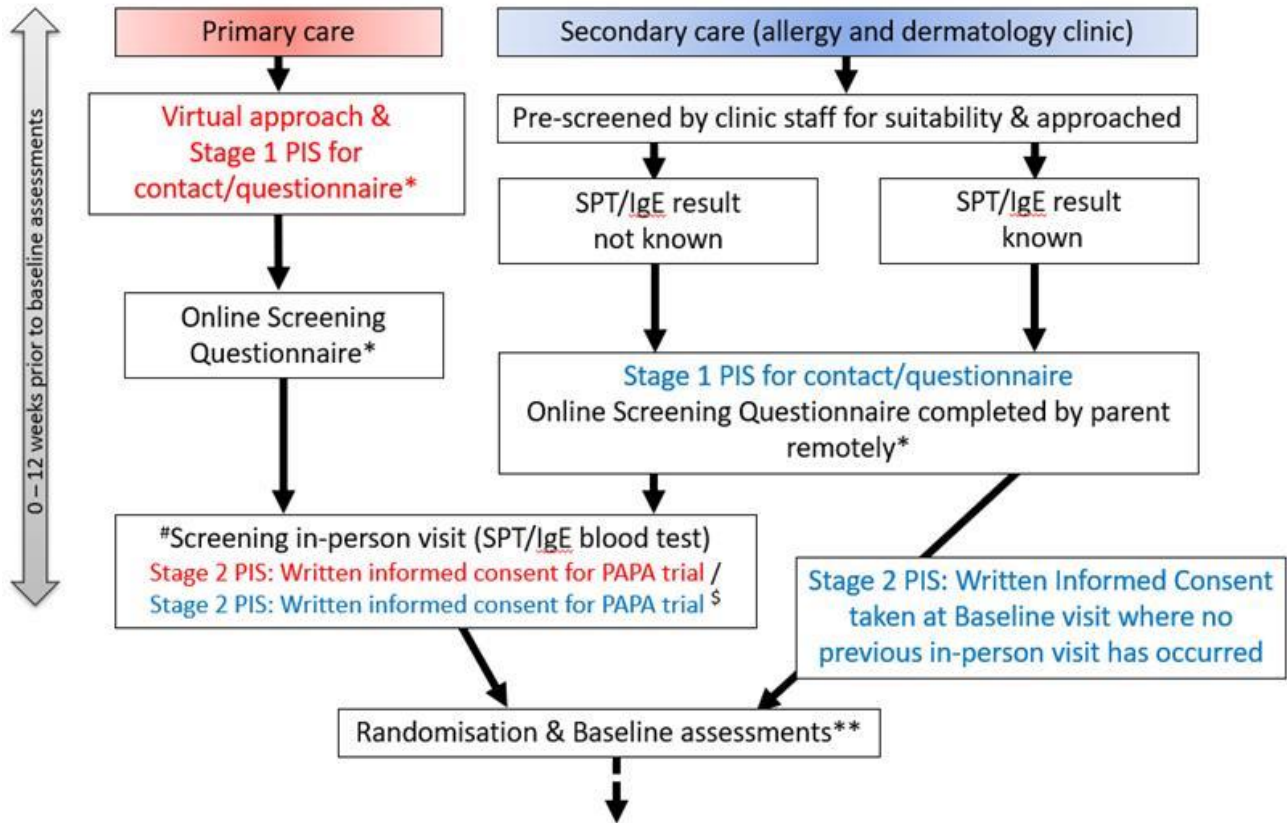 0 – 12 weeks prior to baseline assessments
Primary care
Virtual approach &
Stage 1 PIS for
contact/questionnaire*
Online Screening
Questionnaire*
Secondary care (allergy and dermatology clinic)
Pre-screened by clinic staff for suitability & approached
SPT/IgE result
not known
SPT/IgE result
known
Stage 1 PIS for contact/questionnaire
Online Screening Questionnaire completed by parent
remotely*
#Screening in-person visit (SPT/IgE blood test)
Stage 2 PIS: Written informed consent for PAPA trial /
Stage 2 PIS: Written informed consent for PAPA trial $
Stage 2 PIS: Written Informed Consent
taken at Baseline visit where no
previous in-person visit has occurred
Randomisation & Baseline assessments**